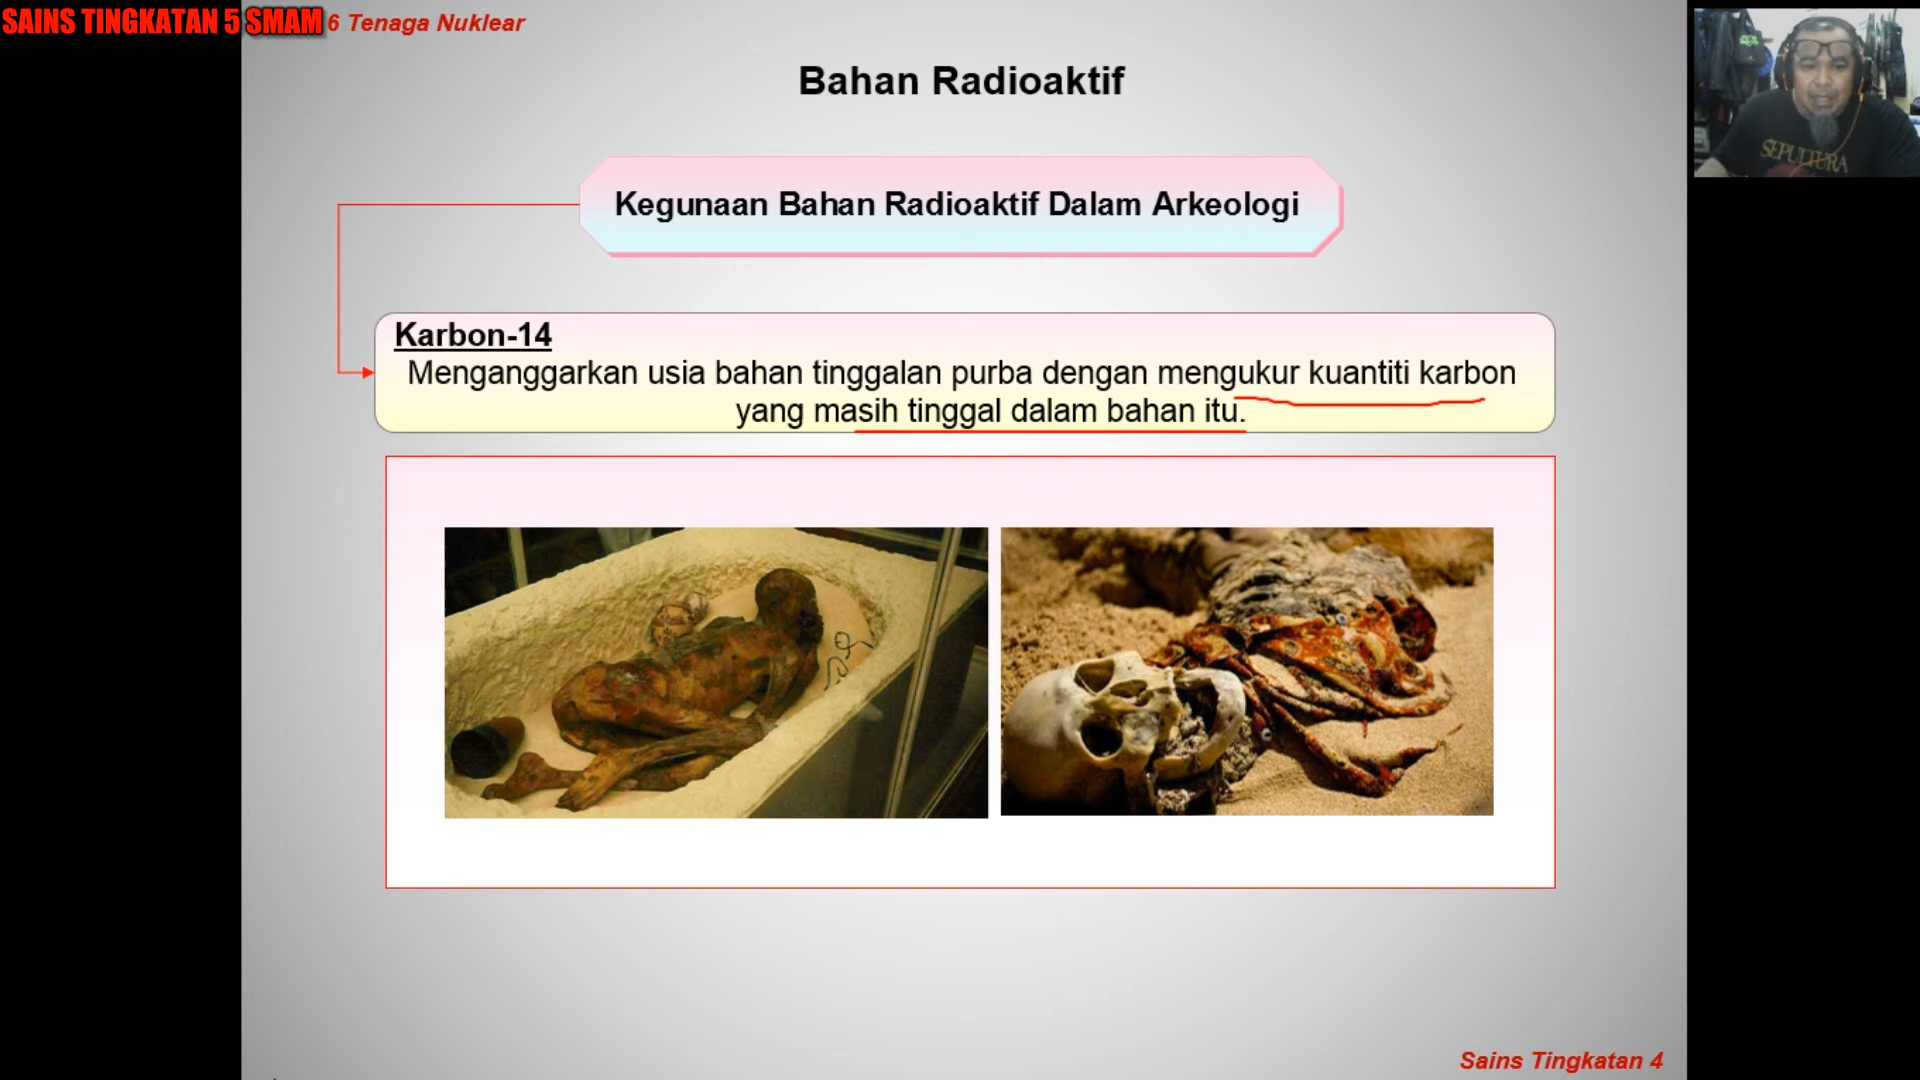 SAINS TINGKATAN 5 SMAM
6 Tenaga Nuklear
Bahan Radioaktif
Kegunaan Bahan Radioaktif Dalam Arkeologi
Karbon-14
Menganggarkan usia bahan tinggalan purba dengan mengukur kuantiti karbon
yang masih tinggal dalam bahan itu.
SEPULTURA
Sains Tingkatan 4